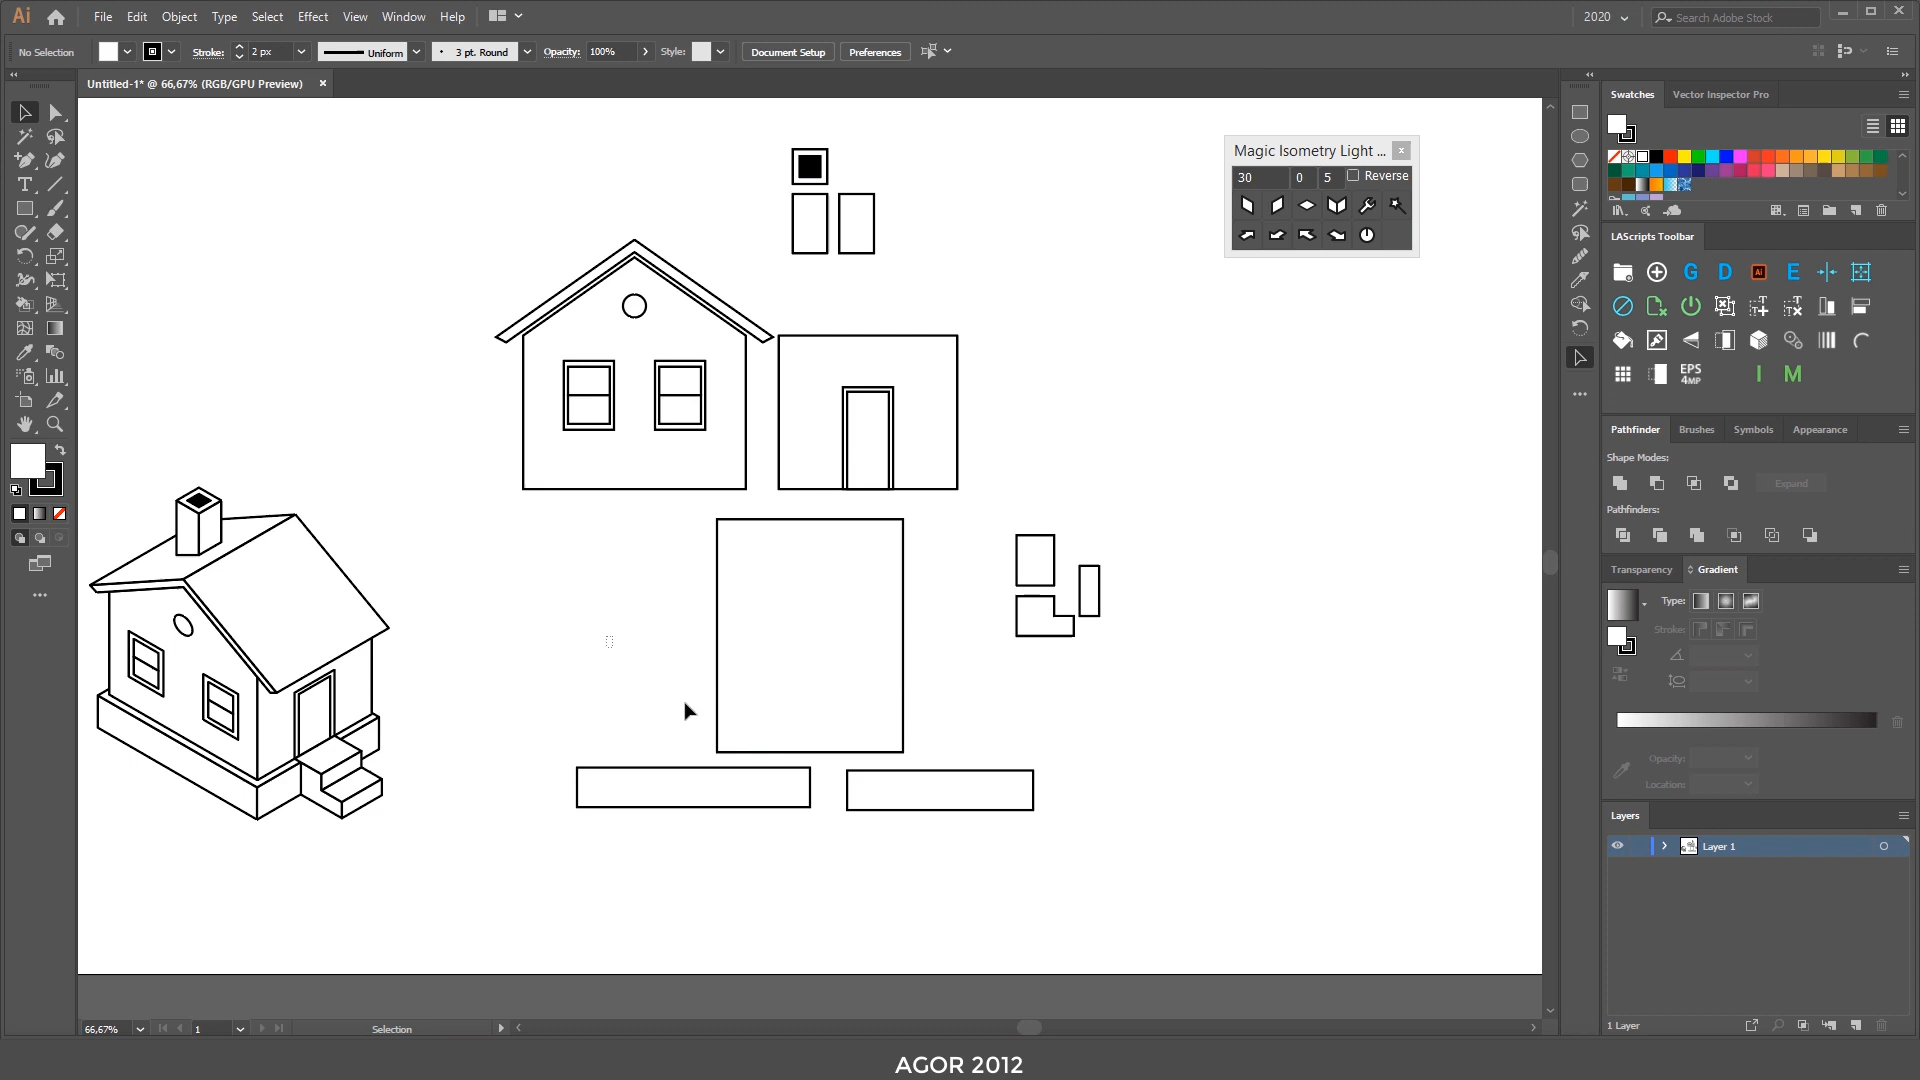 Ai File Edit Object Type Select Effect View Window Help 2020 Search Adobe Stock
No Selection Stroke: 2 px Uniform 3 pt. Round Opacity: 100% Style: Document Setup Preferences
Untitled-1* @ 66,67% (RGB/GPU Preview)
Swatches Vector Inspector Pro
Magic Isometry Light ...
30 0 5 Reverse
LAScripts Toolbar
G D Ai E
EPS
4MP
I M
Pathfinder Brushes Symbols Appearance
Shape Modes:
Expand
Pathfinders:
Transparency Gradient
Type:
Stroke:
Opacity:
Location:
Layers
Layer 1
1 Layer
66,67% 1 Selection
AGOR 2012